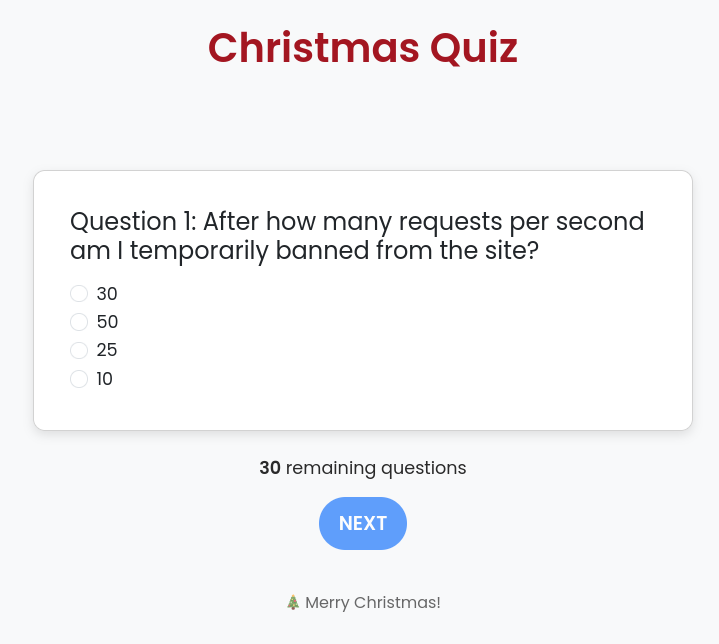 Christmas Quiz
Question 1: After how many requests per second
am I temporarily banned from the site?
30
50
25
10
30 remaining questions
NEXT
🎄 Merry Christmas!